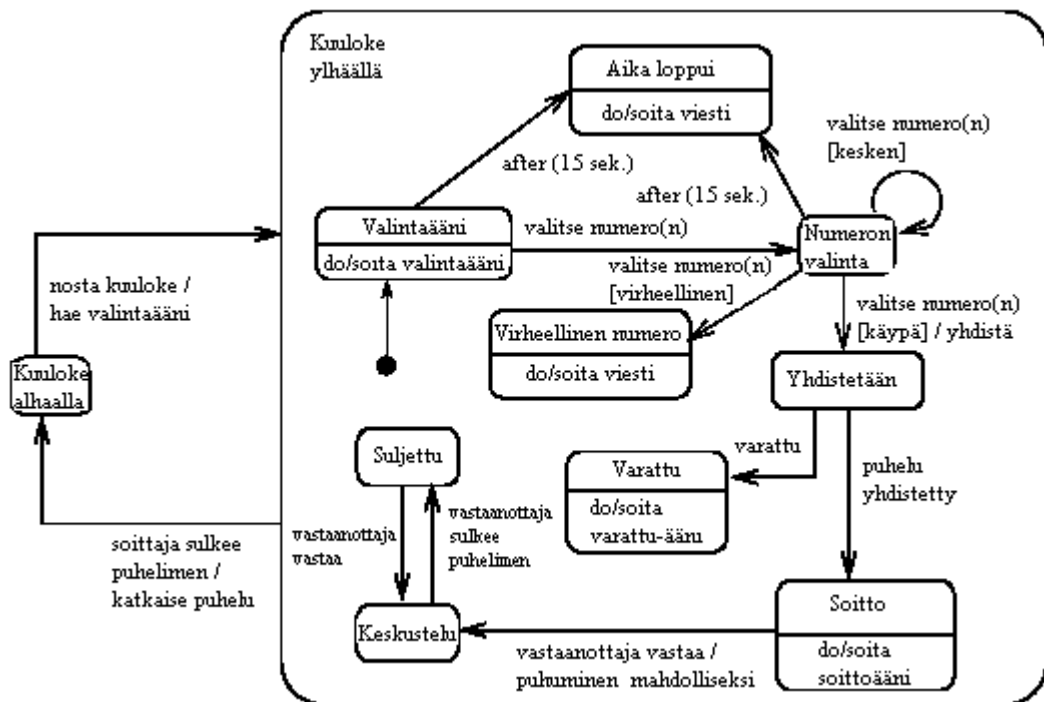 Kuuloke
ylhäällä
Aika loppui
do/soita viesti
valitse numero(n)
[kesken]
after (15 sek.)
after (15 sek.)
Valintaääni
do/soita valintaääni
valitse numero(n)
Numeron
valinta
valitse numero(n)
[virheellinen]
nosta kuuloke /
hae valintaääni
valitse numero(n)
[käypä] / yhdistä
Virheellinen numero
do/soita viesti
Kuuloke
alhaalla
Yhdistetään
Suljettu
varattu
Varattu
do/soita
varattu-ääni
puhelu
yhdistetty
vastaanottaja
vastaa
vastaanottaja
sulkee
puhelimen
soittaja sulkee
puhelimen /
katkaise puhelu
Soitto
do/soita
soittoääni
Keskustelu
vastaanottaja vastaa /
puhuminen mahdolliseksi